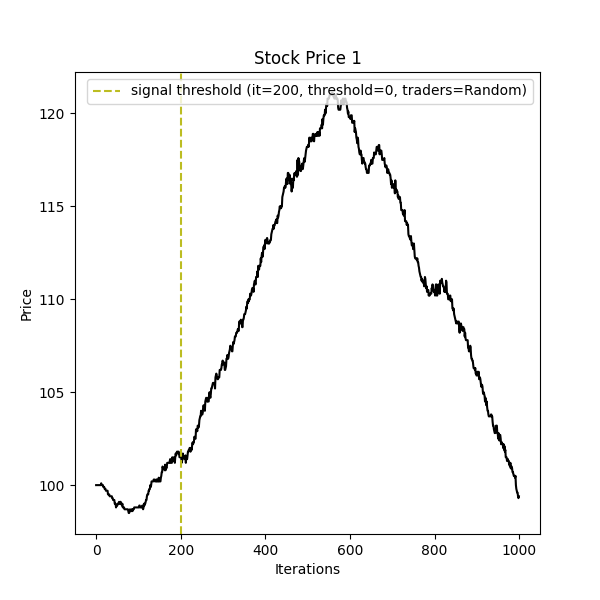 Stock Price 1
signal threshold (it=200, threshold=0, traders=Random)
120
115
110
105
100
Price
0 200 400 600 800 1000
Iterations